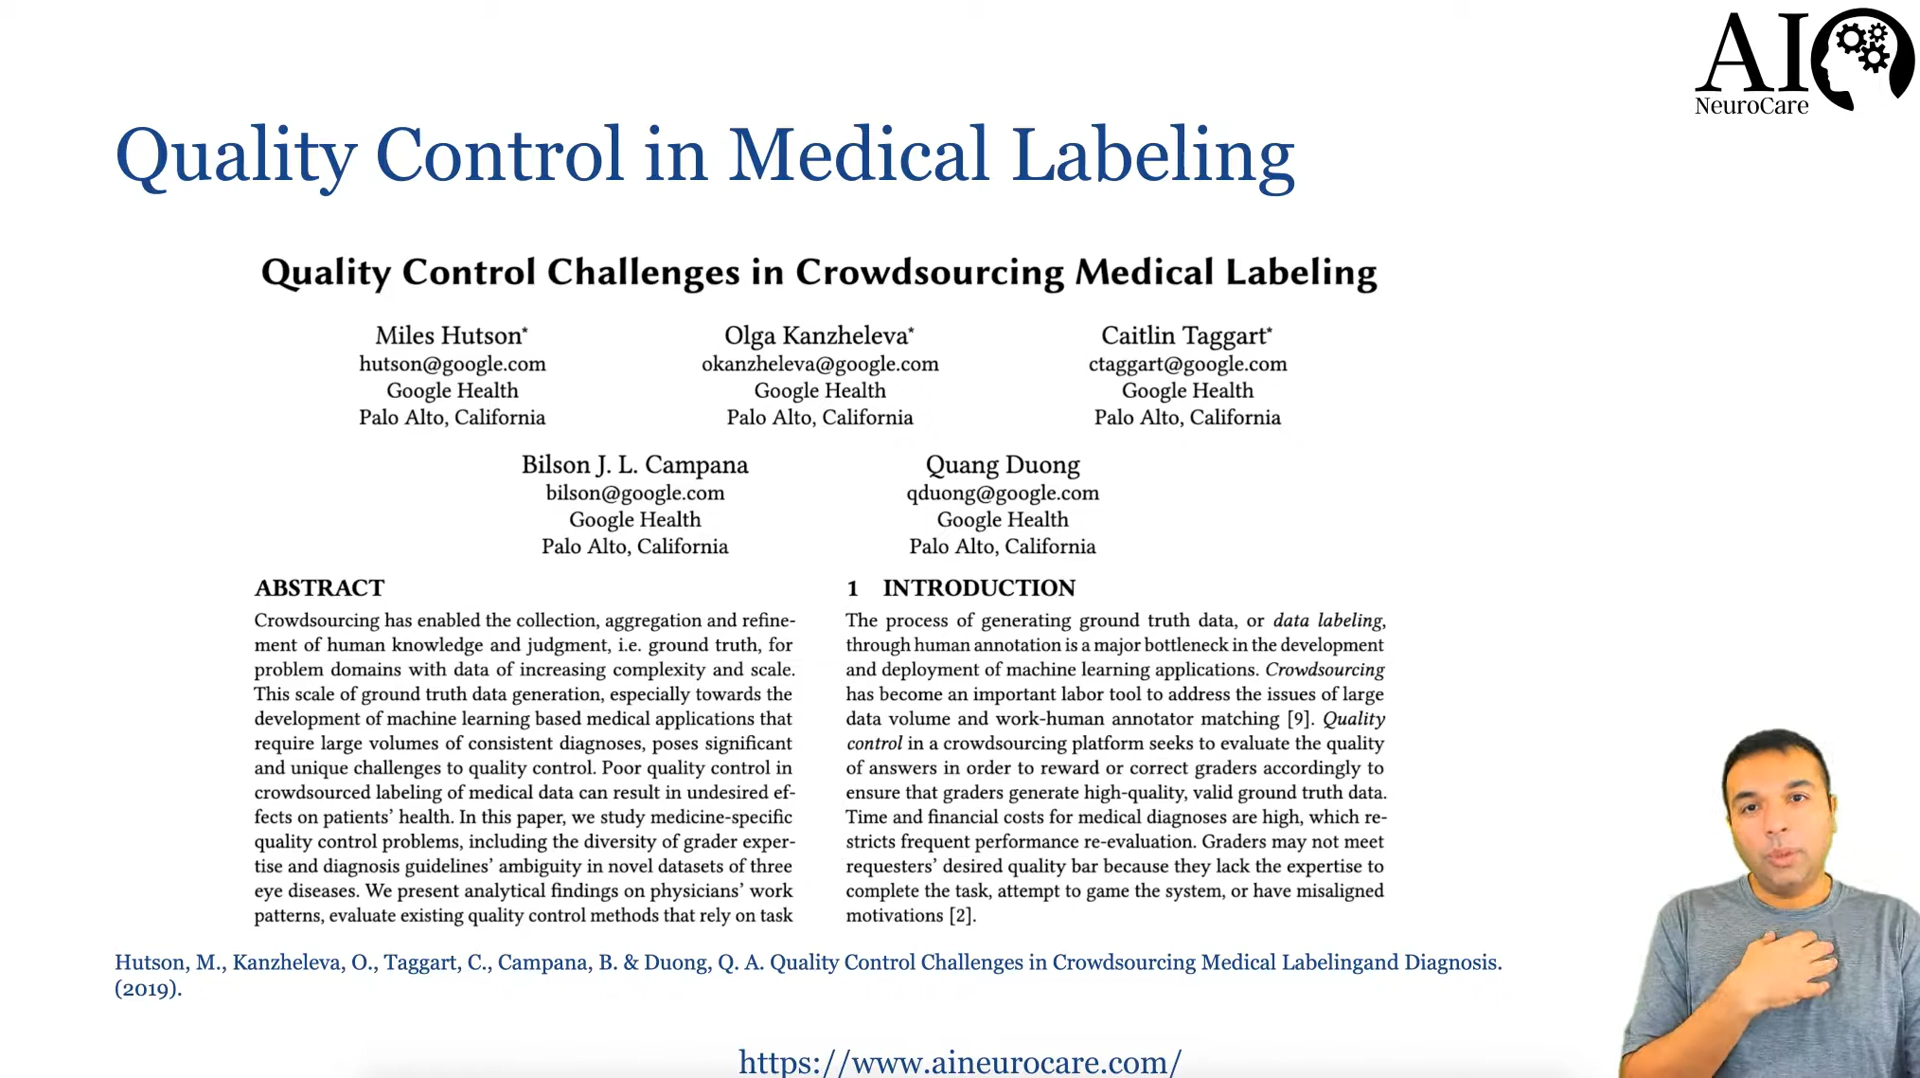 AI
NeuroCare
Quality Control in Medical Labeling
Quality Control Challenges in Crowdsourcing Medical Labeling
Miles Hutson*
hutson@google.com
Google Health
Palo Alto, California
Olga Kanzheleva*
okanzheleva@google.com
Google Health
Palo Alto, California
Caitlin Taggart*
ctaggart@google.com
Google Health
Palo Alto, California
Bilson J. L. Campana
bilson@google.com
Google Health
Palo Alto, California
Quang Duong
qduong@google.com
Google Health
Palo Alto, California
ABSTRACT
Crowdsourcing has enabled the collection, aggregation and refine-
ment of human knowledge and judgment, i.e. ground truth, for
problem domains with data of increasing complexity and scale.
This scale of ground truth data generation, especially towards the
development of machine learning based medical applications that
require large volumes of consistent diagnoses, poses significant
and unique challenges to quality control. Poor quality control in
crowdsourced labeling of medical data can result in undesired ef-
fects on patients' health. In this paper, we study medicine-specific
quality control problems, including the diversity of grader exper-
tise and diagnosis guidelines' ambiguity in novel datasets of three
eye diseases. We present analytical findings on physicians' work
patterns, evaluate existing quality control methods that rely on task
1 INTRODUCTION
The process of generating ground truth data, or data labeling,
through human annotation is a major bottleneck in the development
and deployment of machine learning applications. Crowdsourcing
has become an important labor tool to address the issues of large
data volume and work-human annotator matching [9]. Quality
control in a crowdsourcing platform seeks to evaluate the quality
of answers in order to reward or correct graders accordingly to
ensure that graders generate high-quality, valid ground truth data.
Time and financial costs for medical diagnoses are high, which re-
stricts frequent performance re-evaluation. Graders may not meet
requesters' desired quality bar because they lack the expertise to
complete the task, attempt to game the system, or have misaligned
motivations [2].
Hutson, M., Kanzheleva, O., Taggart, C., Campana, B. & Duong, Q. A. Quality Control Challenges in Crowdsourcing Medical Labelingand Diagnosis.
(2019).
https://www.aineurocare.com/